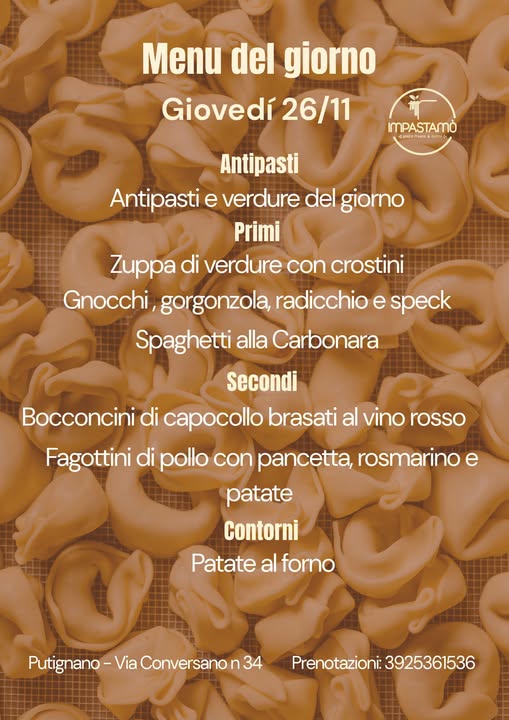 Menu del giorno
Giovedí 26/11
IMPASTAMÒ
Antipasti
Antipasti e verdure del giorno
Primi
Zuppa di verdure con crostini
Gnocchi , gorgonzola, radicchio e speck
Spaghetti alla Carbonara
Secondi
Bocconcini di capocollo brasati al vino rosso
Fagottini di pollo con pancetta, rosmarino e
patate
Contorni
Patate al forno
Putignano - Via Conversano n 34
Prenotazioni: 3925361536